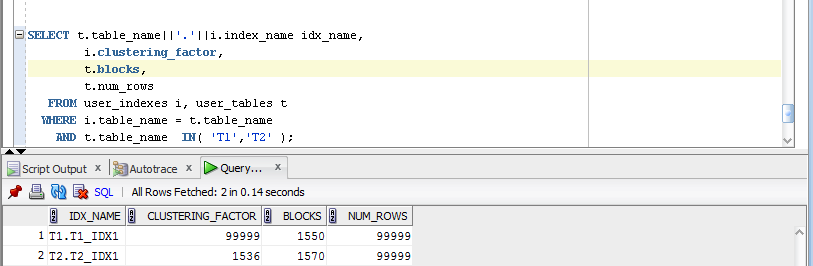 SELECT t.table_name||'.'||i.index_name idx_name,
i.clustering_factor,
t.blocks,
t.num_rows
FROM user_indexes i, user_tables t
WHERE i.table_name = t.table_name
AND t.table_name IN( 'T1','T2' );
Script Output x Autotrace x Query... x
SQL | All Rows Fetched: 2 in 0.14 seconds
IDX_NAME CLUSTERING_FACTOR BLOCKS NUM_ROWS
1 T1.T1_IDX1 99999 1550 99999
2 T2.T2_IDX1 1536 1570 99999